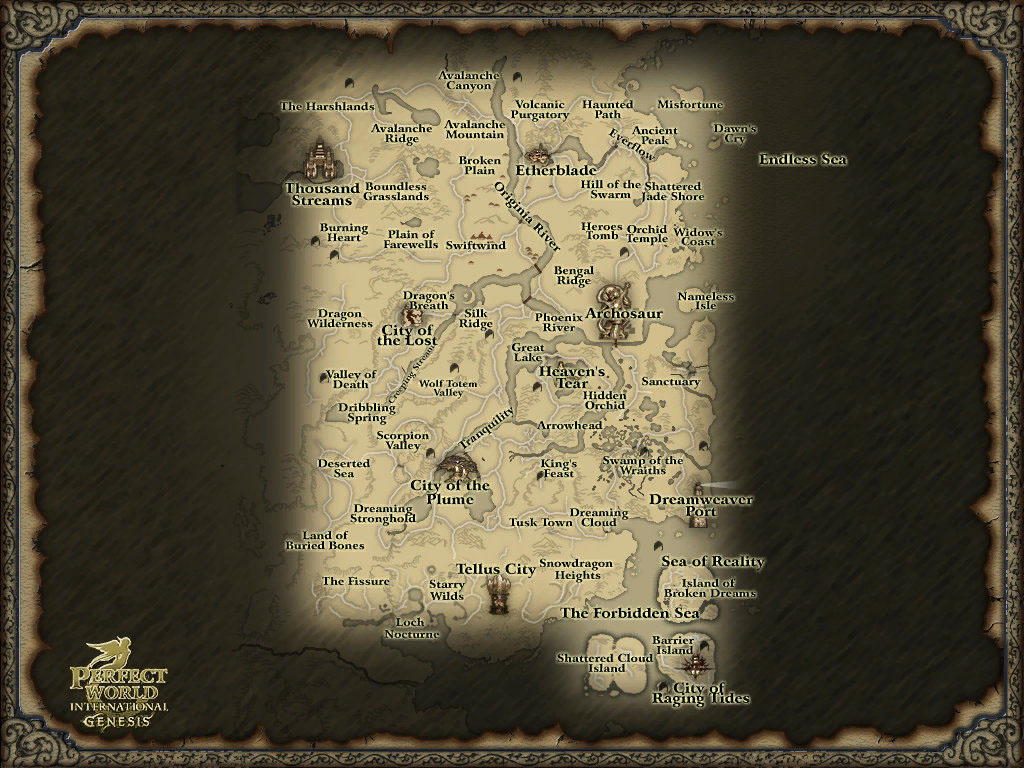 Avalanche
Canyon
The Harshlands
Volcanic
Purgatory
Haunted
Path
Misfortune
Avalanche
Ridge
Avalanche
Mountain
Everflow
Ancient
Peak
Dawn's
Cry
Endless Sea
Broken
Plain
Etherblade
Thousand
Streams
Boundless
Grasslands
Originia River
Hill of the
Swarm
Shattered
Jade Shore
Burning
Heart
Plain of
Farewells
Swiftwind
Heroes
Tomb
Orchid
Temple
Widow's
Coast
Bengal
Ridge
Dragon's
Breath
Nameless
Isle
Dragon
Wilderness
City of
the Lost
Silk
Ridge
Phoenix
River
Archosaur
Great
Lake
Creeping Stream
Valley of
Death
Wolf Totem
Valley
Heaven's
Tear
Sanctuary
Hidden
Orchid
Dribbling
Spring
Tranquility
Arrowhead
Scorpion
Valley
Deserted
Sea
King's
Feast
Swamp of the
Wraiths
City of the
Plume
Dreamweaver
Port
Dreaming
Stronghold
Tusk Town
Dreaming
Cloud
Land of
Buried Bones
Tellus City
Snowdragon
Heights
Sea of Reality
The Fissure
Starry
Wilds
Island of
Broken Dreams
The Forbidden Sea
Loch
Nocturne
Barrier
Island
Shattered Cloud
Island
City of
Raging Tides
PERFECT
WORLD
INTERNATIONAL
GENESIS